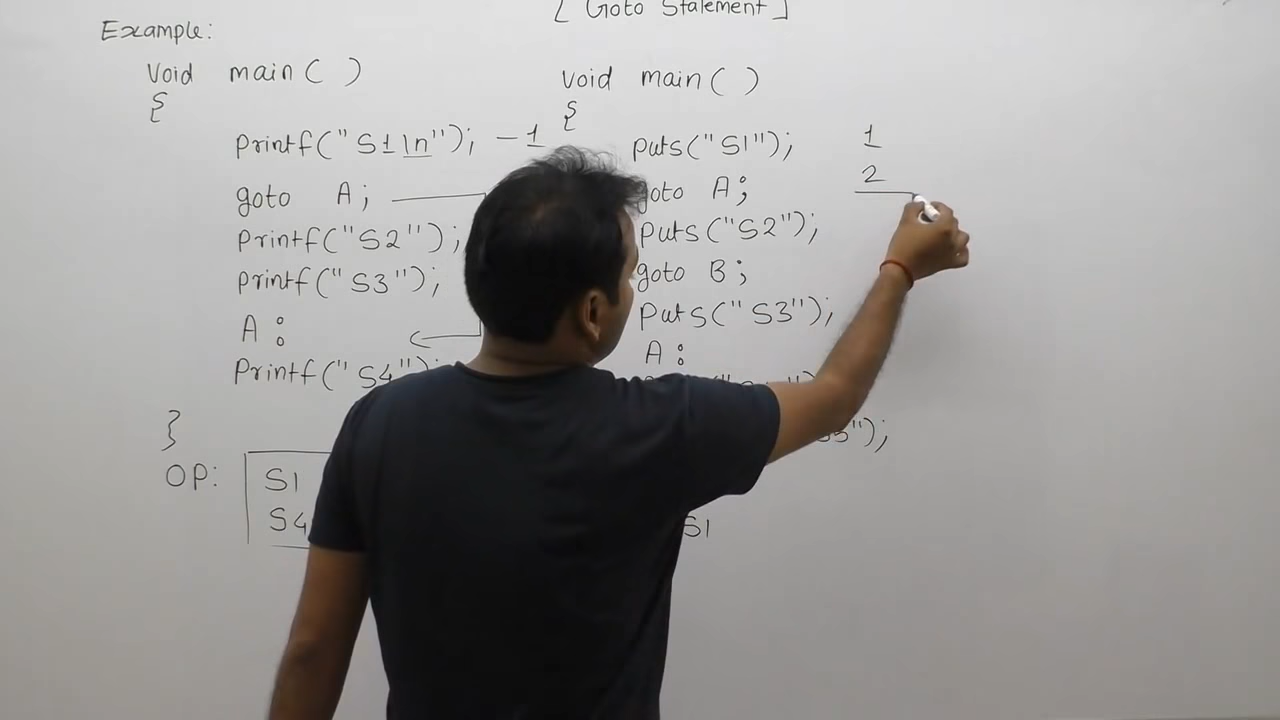 [ Goto Statement ]
Example:
void main( )
{
printf("S1\n"); - 1
goto A;
printf("S2");
printf("S3");
A :
printf("S4");
}
OP:
S1
S4
void main( )
{
puts("S1"); 1
goto A; 2
puts("S2");
goto B;
puts("S3");
A :
");
S1